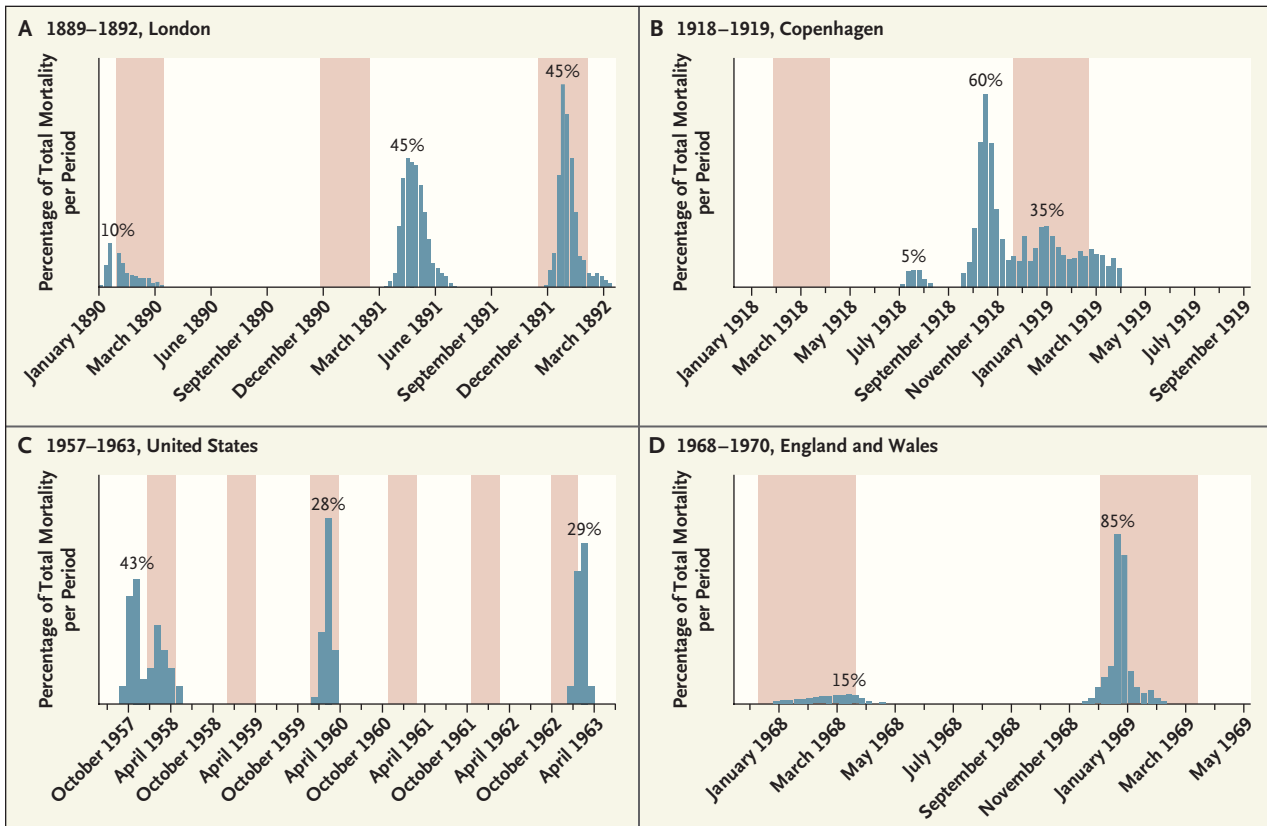 A 1889–1892, London
Percentage of Total Mortality
per Period
10%
45%
45%
January 1890
March 1890
June 1890
September 1890
December 1890
March 1891
June 1891
September 1891
December 1891
March 1892
B 1918–1919, Copenhagen
Percentage of Total Mortality
per Period
5%
60%
35%
January 1918
March 1918
May 1918
July 1918
September 1918
November 1918
January 1919
March 1919
May 1919
July 1919
September 1919
C 1957–1963, United States
Percentage of Total Mortality
per Period
43%
28%
29%
October 1957
April 1958
October 1958
April 1959
October 1959
April 1960
October 1960
April 1961
October 1961
April 1962
October 1962
April 1963
D 1968–1970, England and Wales
Percentage of Total Mortality
per Period
15%
85%
January 1968
March 1968
May 1968
July 1968
September 1968
November 1968
January 1969
March 1969
May 1969